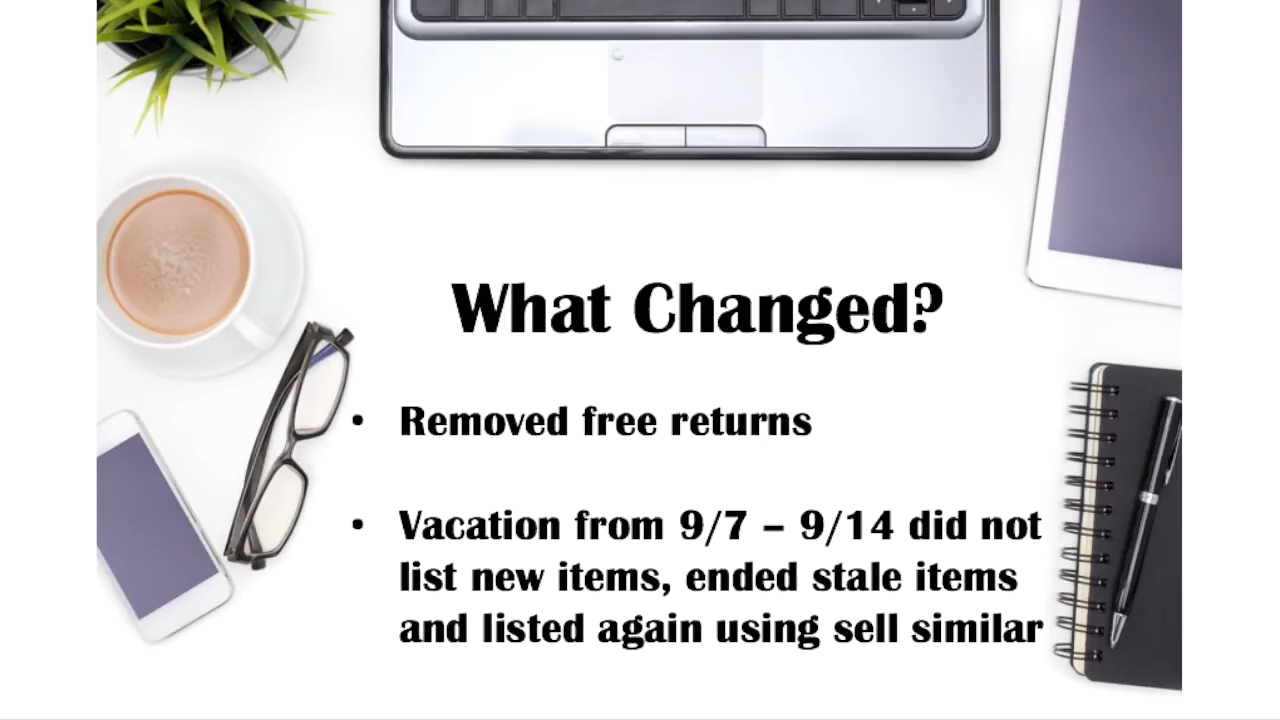 What Changed?
• Removed free returns
• Vacation from 9/7 – 9/14 did not
list new items, ended stale items
and listed again using sell similar